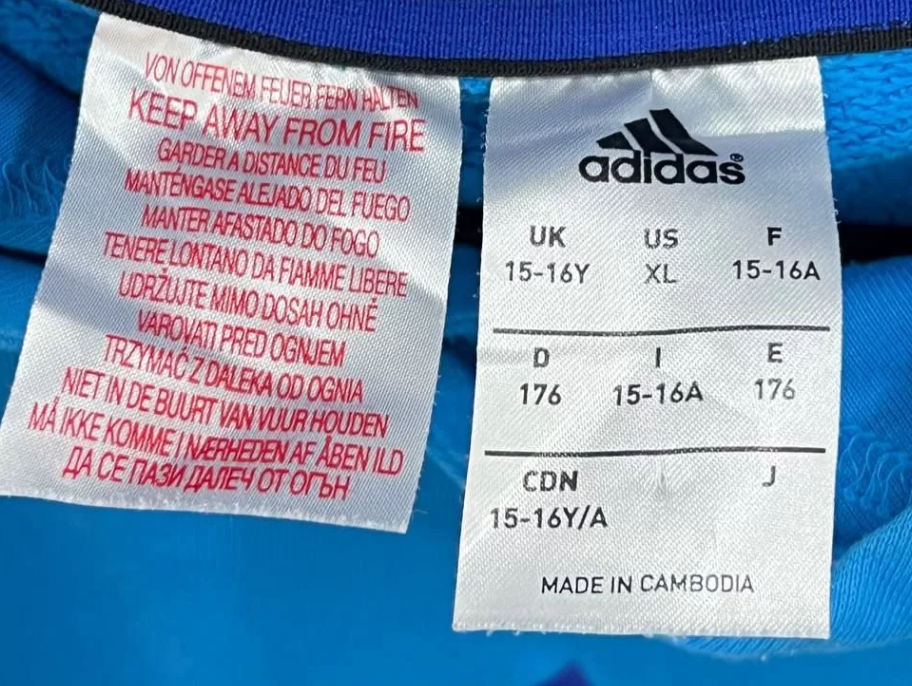 VON OFFENEM FEUER FERN HALTEN
KEEP AWAY FROM FIRE
GARDER A DISTANCE DU FEU
MANTÉNGASE ALEJADO DEL FUEGO
MANTER AFASTADO DO FOGO
TENERE LONTANO DA FIAMME LIBERE
UDRŽUJTE MIMO DOSAH OHNĚ
VAROVATI PRED OGNJEM
TRZYMAĆ Z DALEKA OD OGNIA
NIET IN DE BUURT VAN VUUR HOUDEN
MÅ IKKE KOMME I NÆRHEDEN AF ÅBEN ILD
ДА СЕ ПАЗИ ДАЛЕЧ ОТ ОГЪН
adidas®
UK US F
15-16Y XL 15-16A
D I E
176 15-16A 176
CDN J
15-16Y/A
MADE IN CAMBODIA